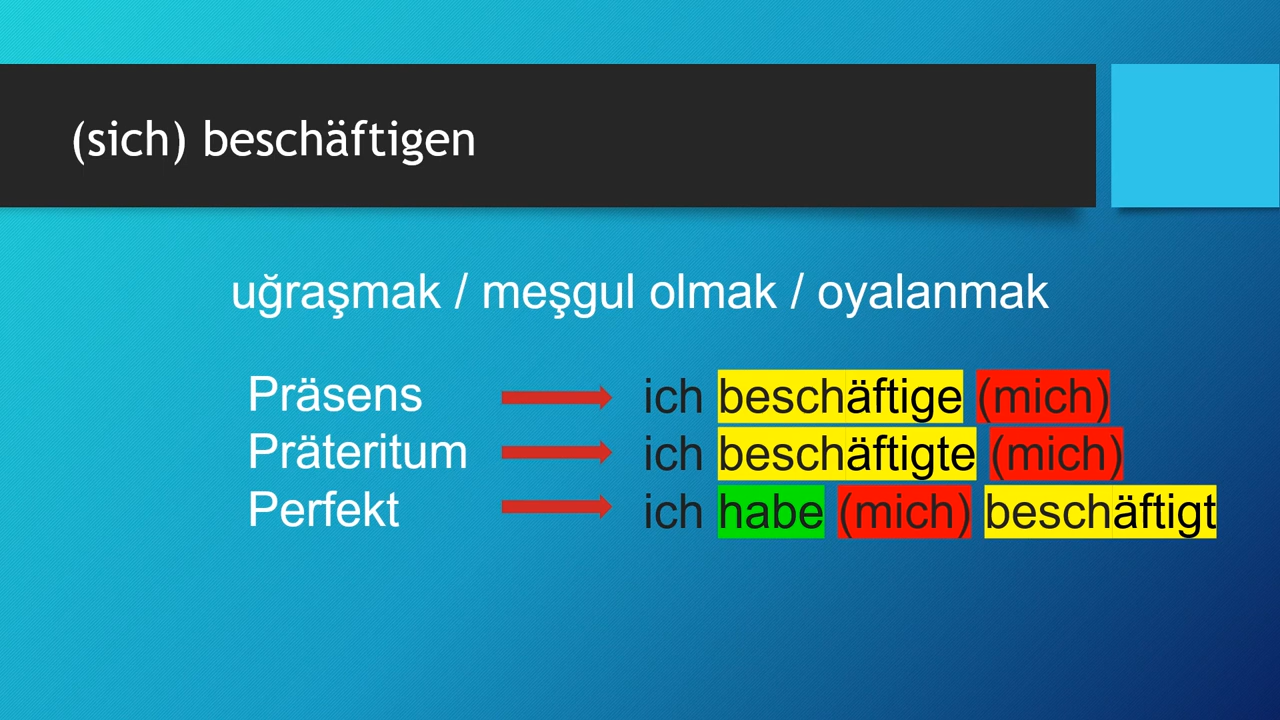 (sich) beschäftigen
uğraşmak / meşgul olmak / oyalanmak
Präsens ich beschäftige (mich)
Präteritum ich beschäftigte (mich)
Perfekt ich habe (mich) beschäftigt